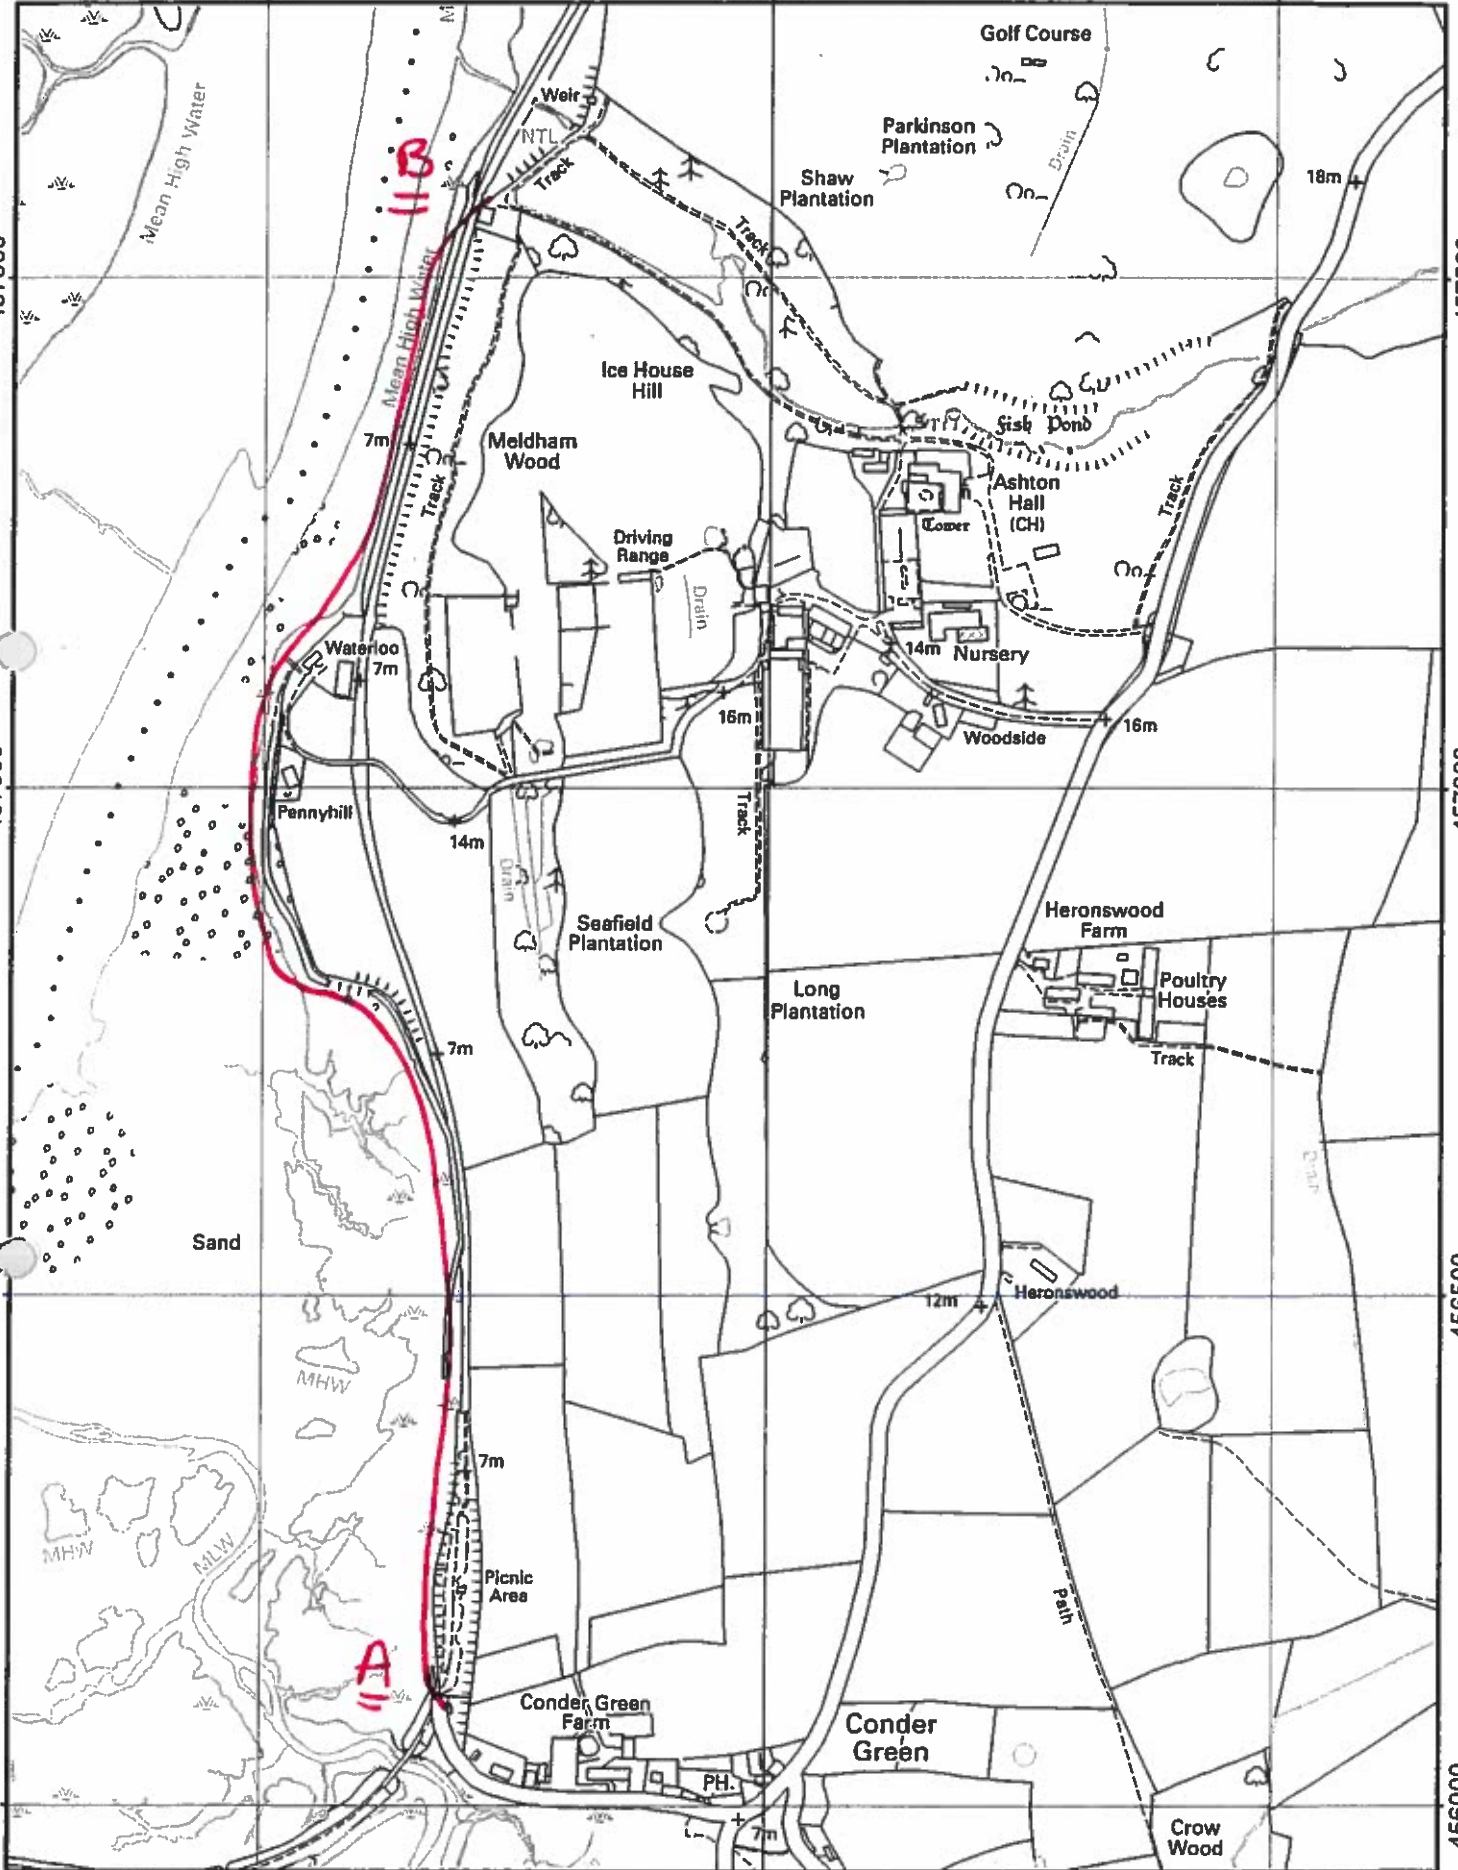 Golf Course
Weir
NTL
Track
B
Mean High Water
Parkinson
Plantation
Drain
Shaw
Plantation
18m
Track
Mean High Water
Ice House
Hill
Fish Pond
7m
Meldham
Wood
Track
Ashton
Hall
(CH)
Tower
Track
Driving
Range
Drain
Waterloo
7m
14m
Nursery
16m
Woodside
16m
Pennyhill
14m
Track
Drain
Seafield
Plantation
Heronswood
Farm
Long
Plantation
Poultry
Houses
Track
7m
Sand
12m
Heronswood
MHW
7m
MHW
MLW
Picnic
Area
Path
A
Conder Green
Farm
Conder
Green
PH.
7m
Crow
Wood
456000